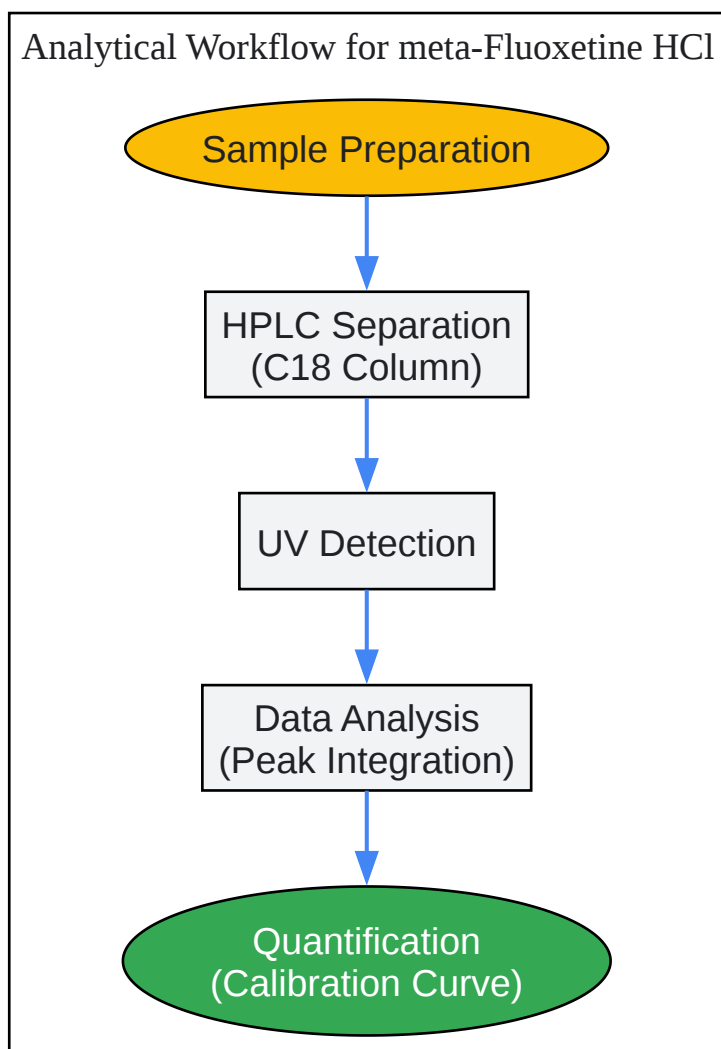 Analytical Workflow for meta-Fluoxetine HCl
Sample Preparation
HPLC Separation
(C18 Column)
UV Detection
Data Analysis
(Peak Integration)
Quantification
(Calibration Curve)